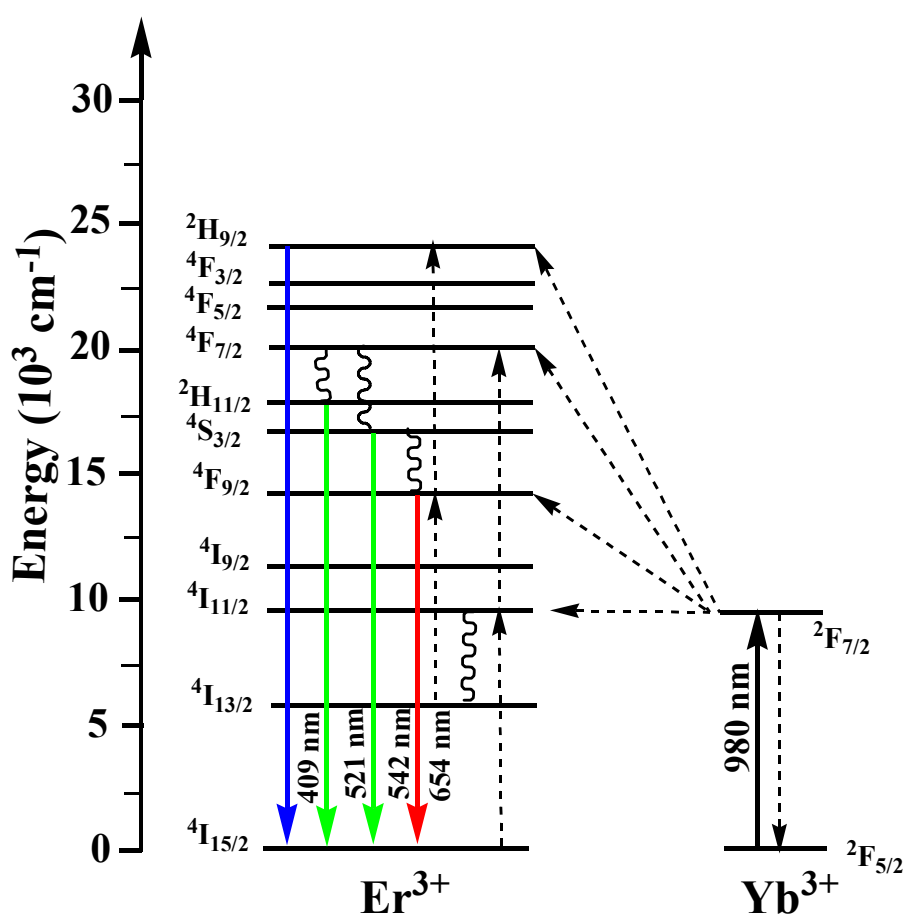 Energy (10³ cm⁻¹)
30
25
20
15
10
5
0
²H₉/₂
⁴F₃/₂
⁴F₅/₂
⁴F₇/₂
²H₁₁/₂
⁴S₃/₂
⁴F₉/₂
⁴I₉/₂
⁴I₁₁/₂
⁴I₁₃/₂
⁴I₁₅/₂
409 nm
521 nm
542 nm
654 nm
980 nm
²F₇/₂
²F₅/₂
Er³⁺
Yb³⁺